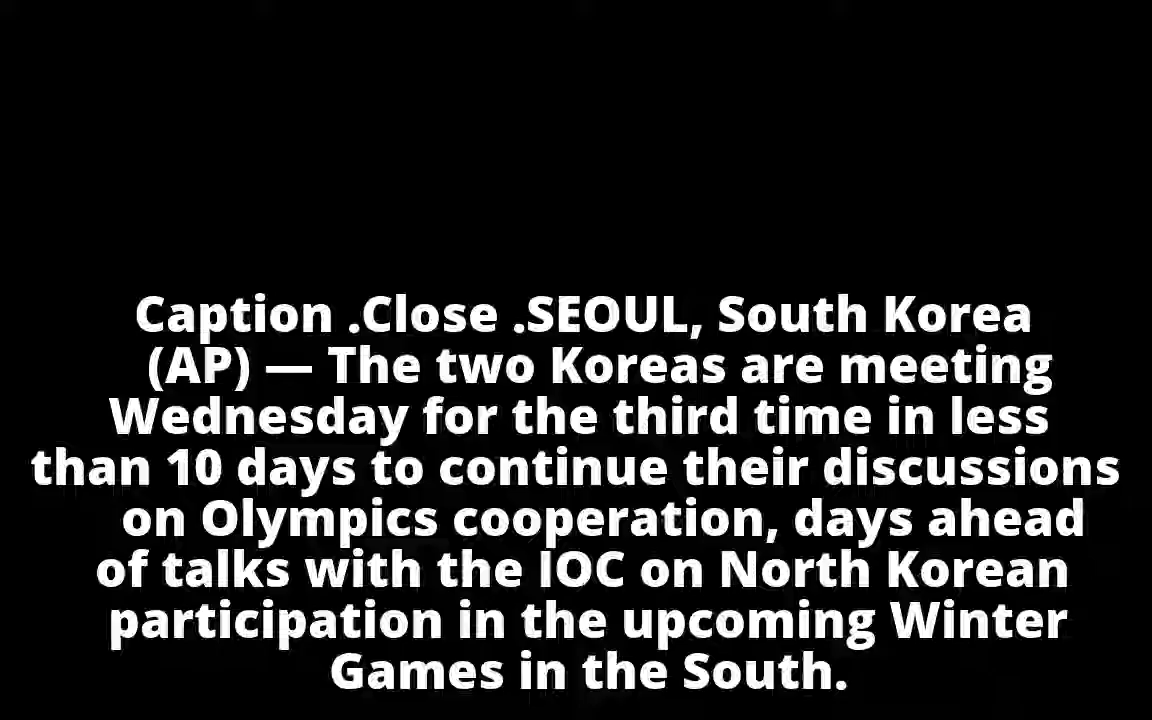 Caption .Close .SEOUL, South Korea
(AP) — The two Koreas are meeting
Wednesday for the third time in less
than 10 days to continue their discussions
on Olympics cooperation, days ahead
of talks with the IOC on North Korean
participation in the upcoming Winter
Games in the South.